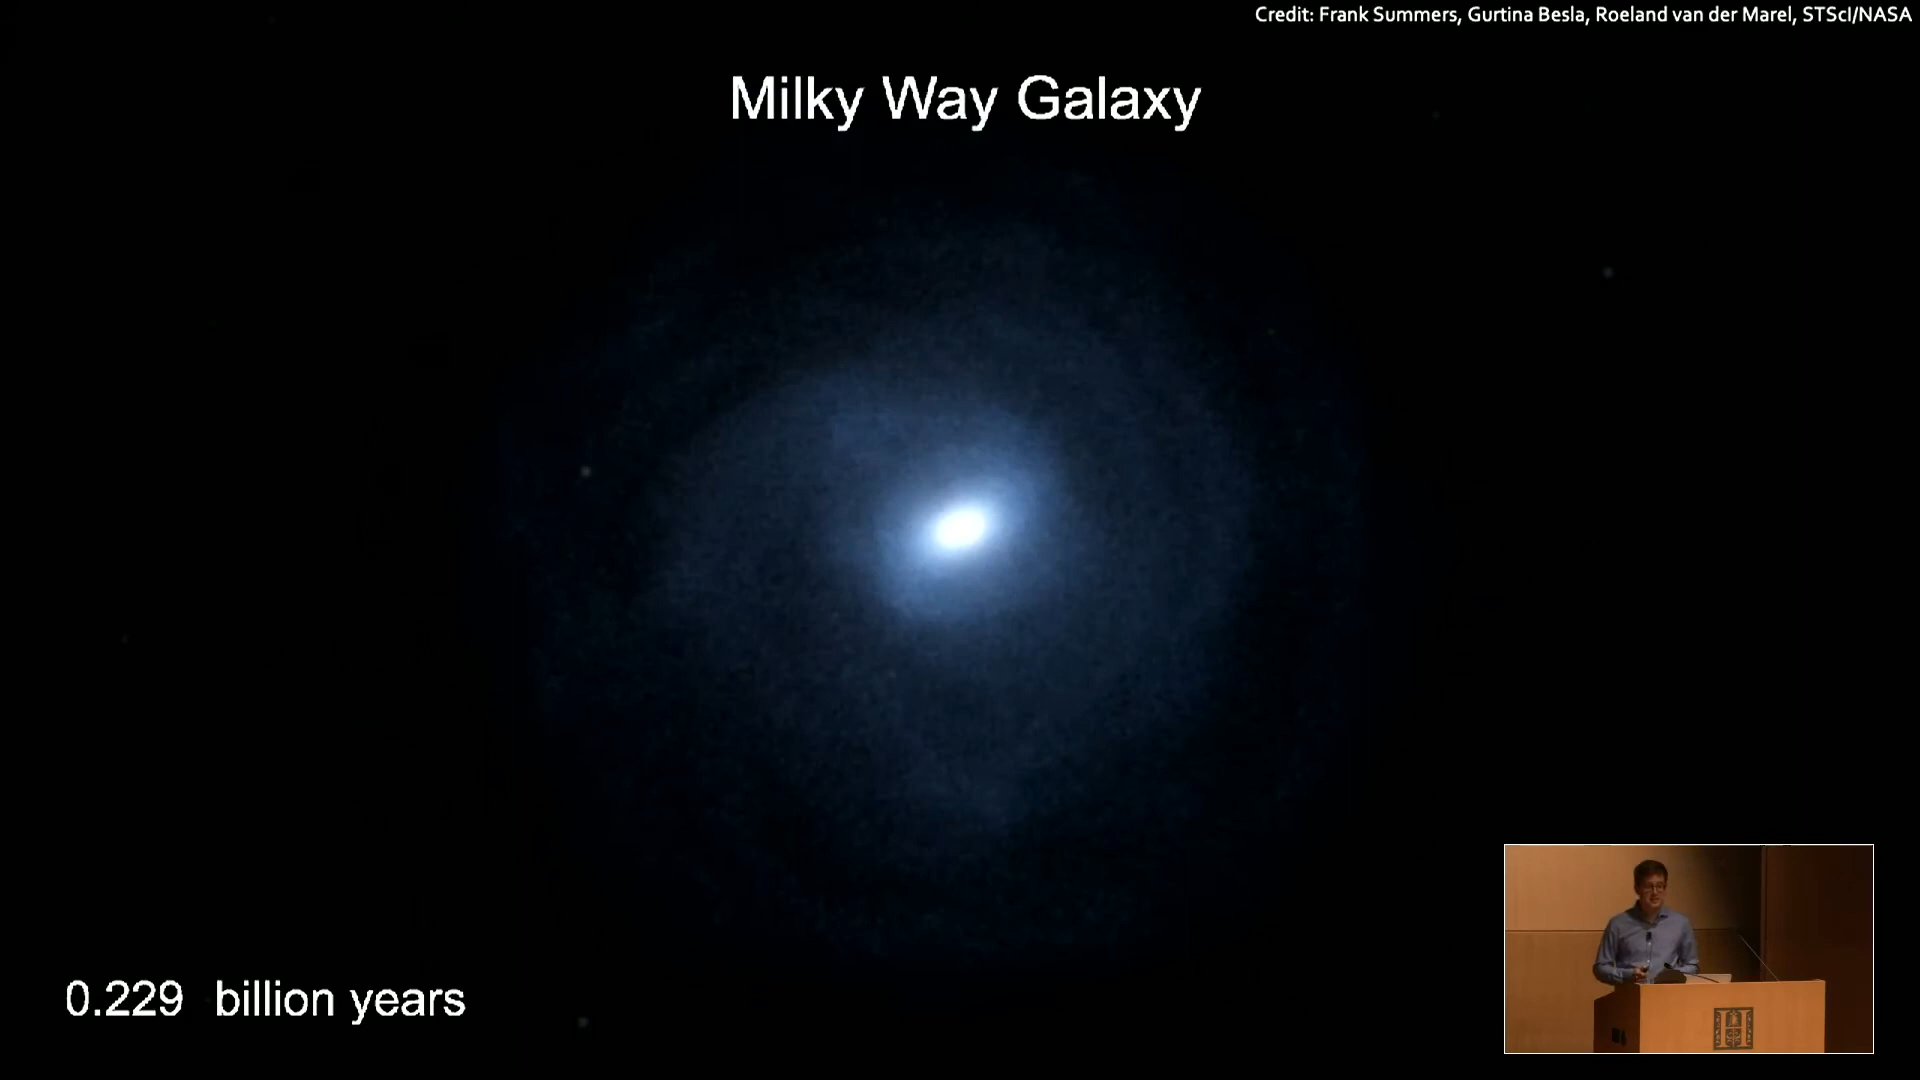 Credit: Frank Summers, Gurtina Besla, Roeland van der Marel, STScI/NASA
Milky Way Galaxy
0.229 billion years